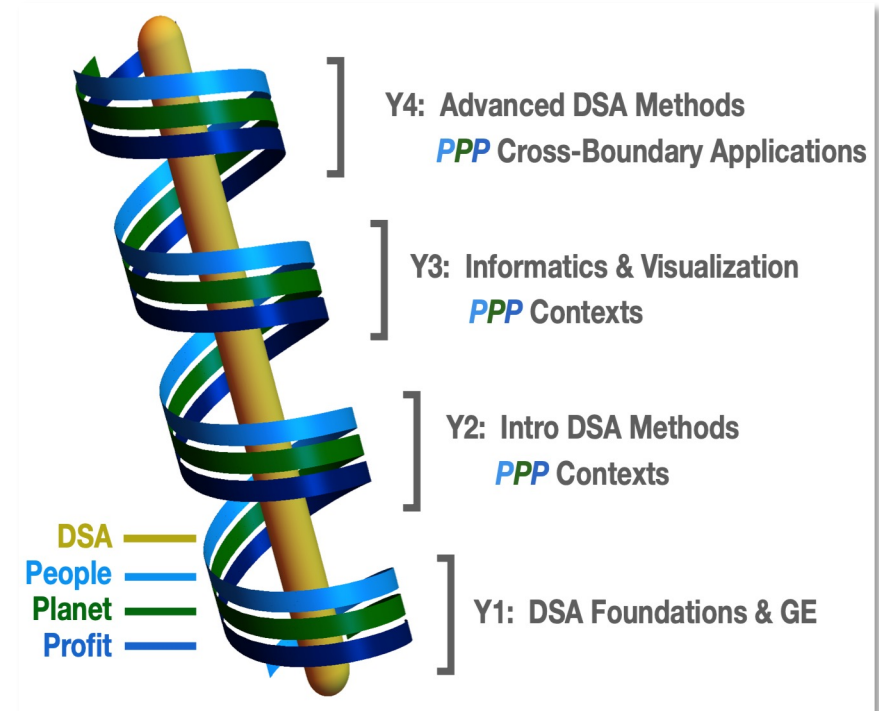 Y4: Advanced DSA Methods
PPP Cross-Boundary Applications
Y3: Informatics & Visualization
PPP Contexts
Y2: Intro DSA Methods
PPP Contexts
DSA
People
Planet
Profit
Y1: DSA Foundations & GE